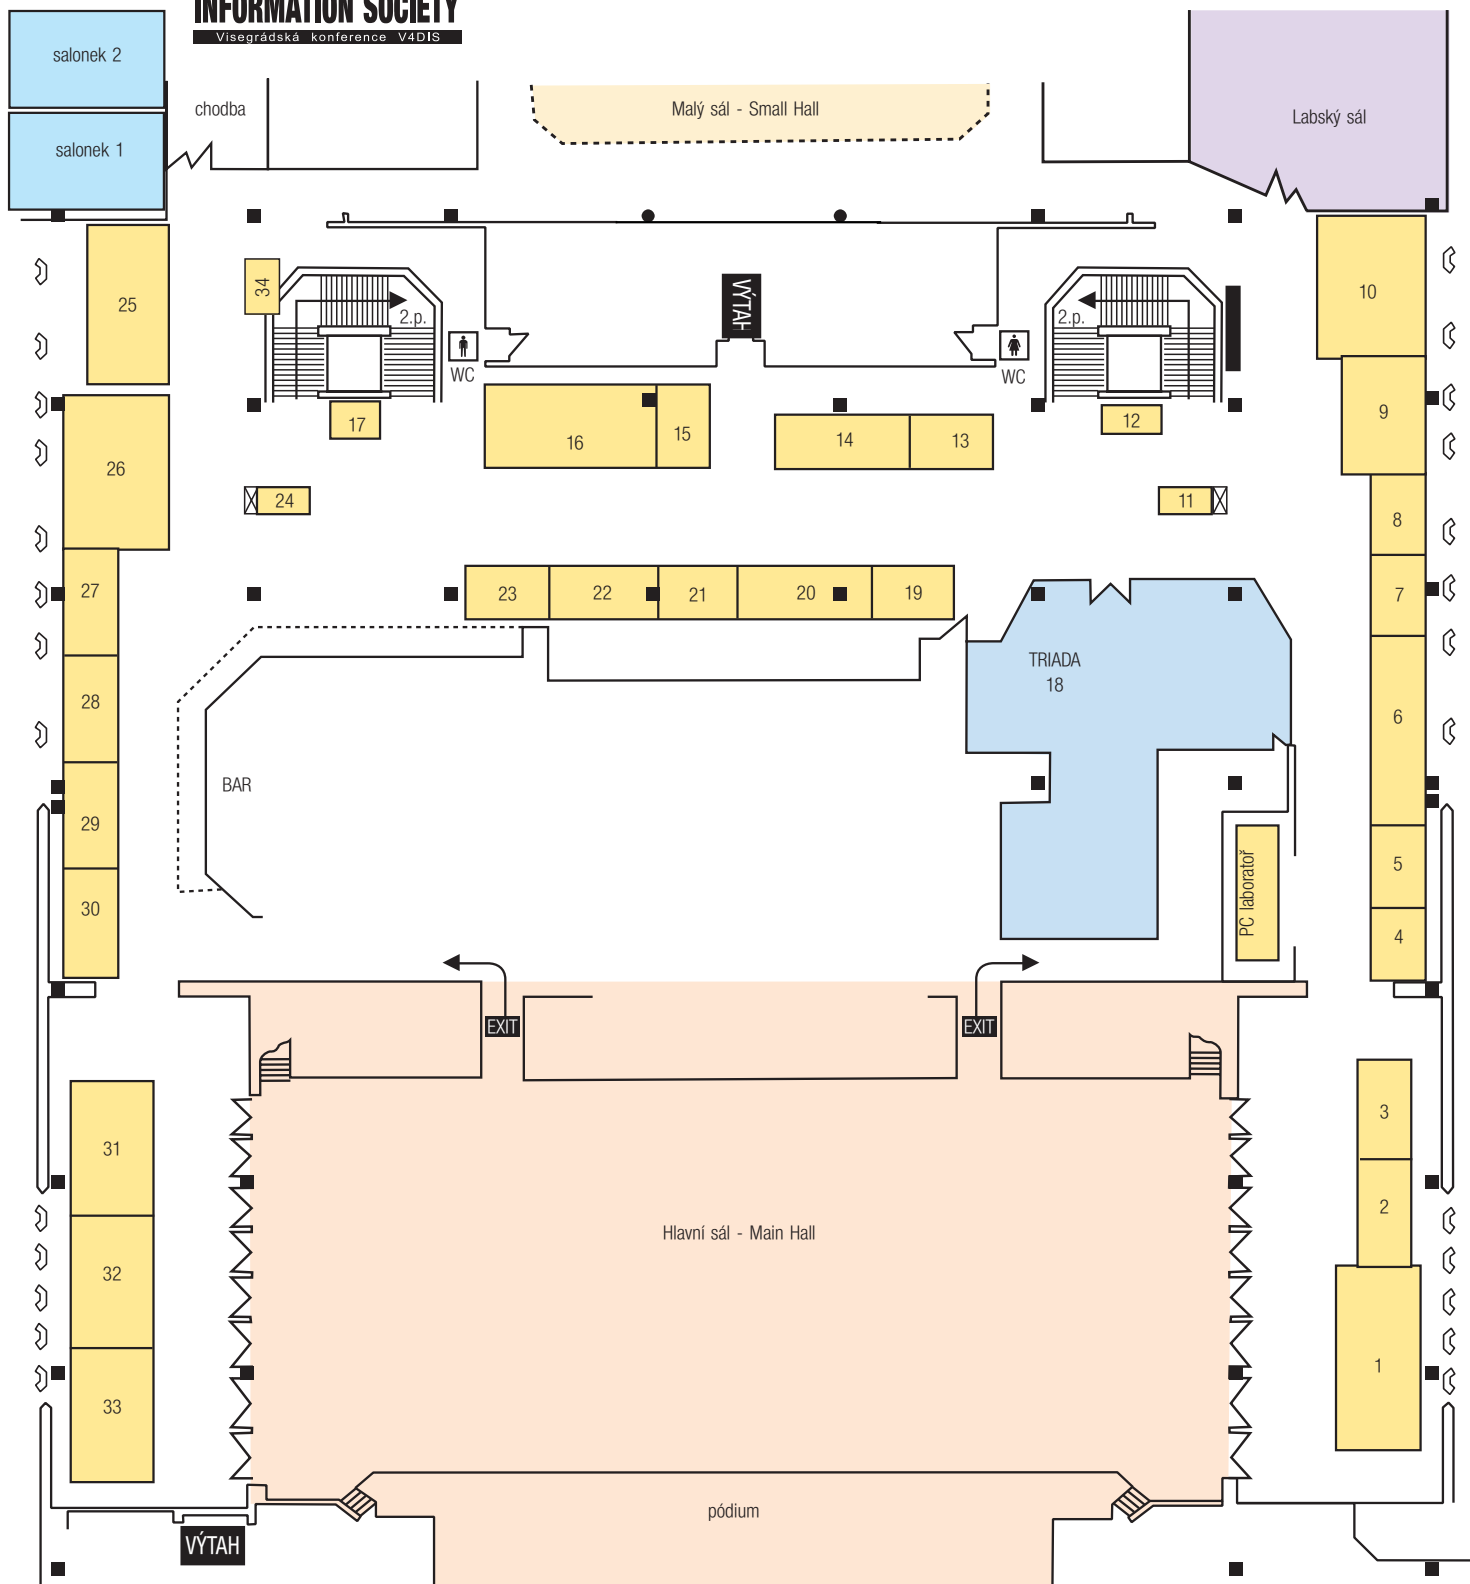 INFORMATION SOCIETY
Visegrádská konference V4DIS
salonek 2
chodba
Malý sál - Small Hall
Labský sál
salonek 1
25
34
2.p.
WC
VÝTAH
2.p.
WC
10
17
16
15
14
13
12
9
26
24
11
8
27
23
22
21
20
19
7
TRIADA
18
28
6
BAR
29
PC laboratoř
5
30
4
EXIT
EXIT
3
31
2
Hlavní sál - Main Hall
32
1
33
pódium
VÝTAH